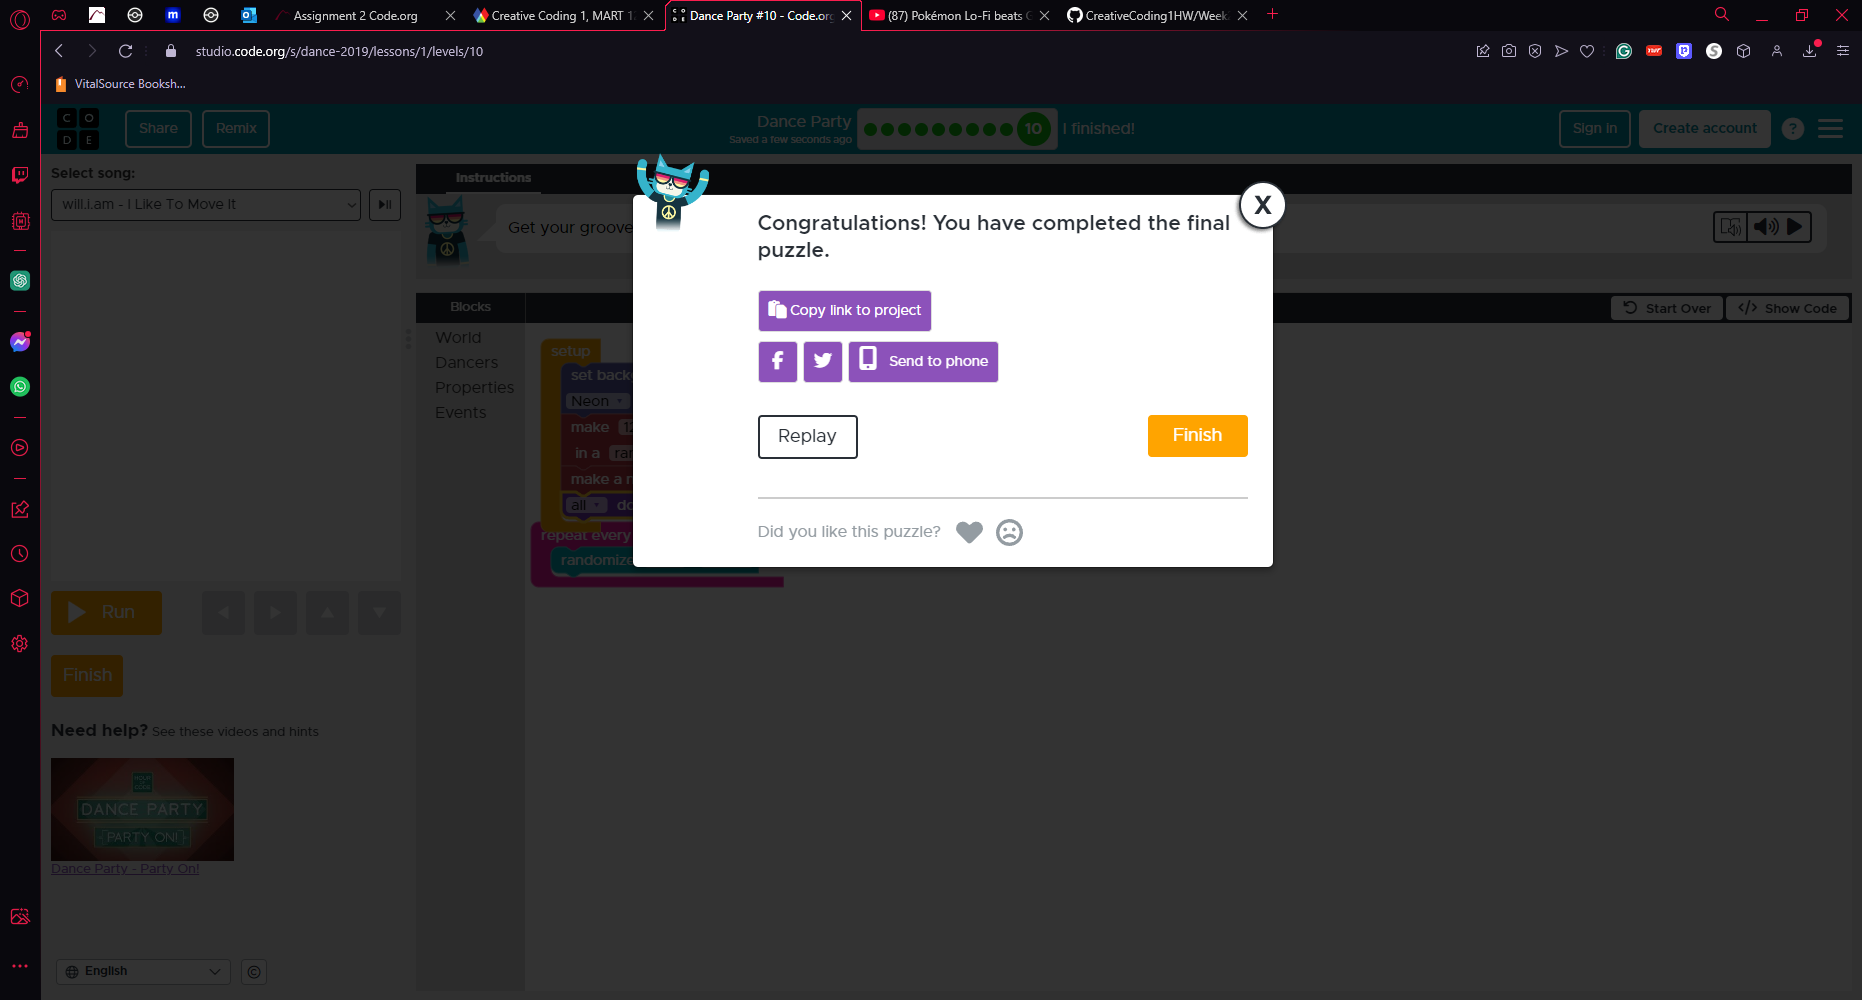 Assignment 2 Code.org
Creative Coding 1, MART 1
Dance Party #10 - Code.org
(87) Pokémon Lo-Fi beats
CreativeCoding1HW/Week
studio.code.org/s/dance-2019/lessons/1/levels/10
VitalSource Booksh...
C O
D E
Share
Remix
Dance Party
Saved a few seconds ago
10
I finished!
Sign in
Create account
?
Select song:
will.i.am - I Like To Move It
Instructions
Get your groove
X
Congratulations! You have completed the final
puzzle.
Copy link to project
Send to phone
Replay
Finish
Did you like this puzzle?
Blocks
World
Dancers
Properties
Events
Start Over
Show Code
setup
set back
Neon
make
in a
make a r
all do
repeat every
randomize
Run
Finish
Need help? See these videos and hints
HOUR OF CODE
DANCE PARTY
PARTY ON!
Dance Party - Party On!
English
©